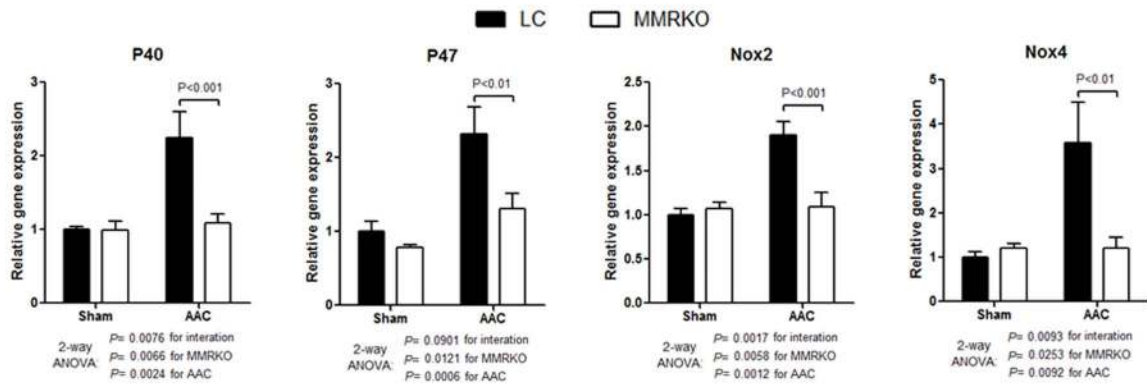 LC MMRKO
P40
Relative gene expression
3
2
1
0
P<0.001
Sham AAC
2-way ANOVA:
P= 0.0076 for interation
P= 0.0066 for MMRKO
P= 0.0024 for AAC
P47
Relative gene expression
3
2
1
0
P<0.01
Sham AAC
2-way ANOVA:
P= 0.0901 for interation
P= 0.0121 for MMRKO
P= 0.0006 for AAC
Nox2
Relative gene expression
2.5
2.0
1.5
1.0
0.5
0.0
P<0.001
Sham AAC
2-way ANOVA:
P= 0.0017 for interation
P= 0.0058 for MMRKO
P= 0.0012 for AAC
Nox4
Relative gene expression
5
4
3
2
1
0
P<0.01
Sham AAC
2-way ANOVA:
P= 0.0093 for interation
P= 0.0253 for MMRKO
P= 0.0092 for AAC